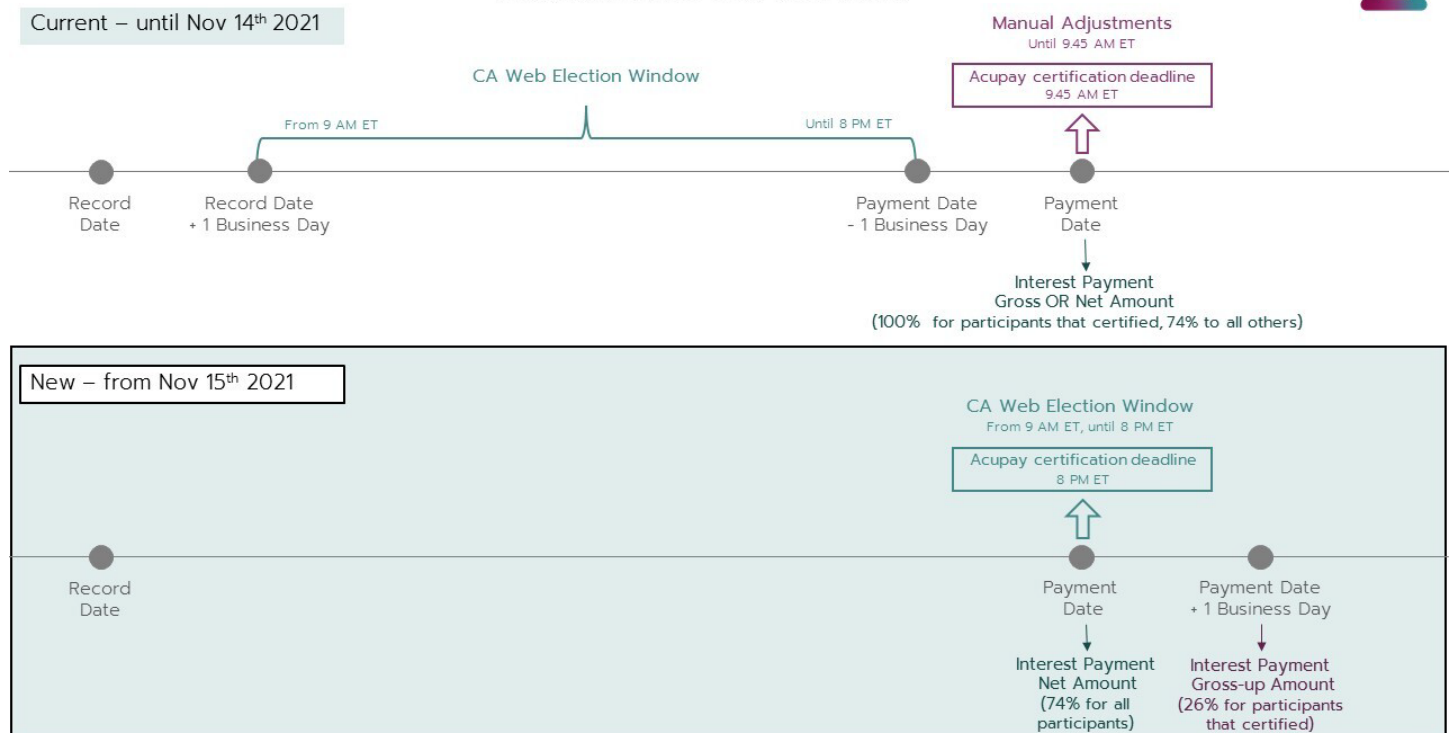 Current – until Nov 14th 2021
Manual Adjustments
Until 9.45 AM ET
CA Web Election Window
Acupay certification deadline
9.45 AM ET
From 9 AM ET
Until 8 PM ET
Record
Date
Record Date
+ 1 Business Day
Payment Date
- 1 Business Day
Payment
Date
Interest Payment
Gross OR Net Amount
(100% for participants that certified, 74% to all others)
New – from Nov 15th 2021
CA Web Election Window
From 9 AM ET, until 8 PM ET
Acupay certification deadline
8 PM ET
Record
Date
Payment
Date
Payment Date
+ 1 Business Day
Interest Payment
Net Amount
(74% for all
participants)
Interest Payment
Gross-up Amount
(26% for participants
that certified)